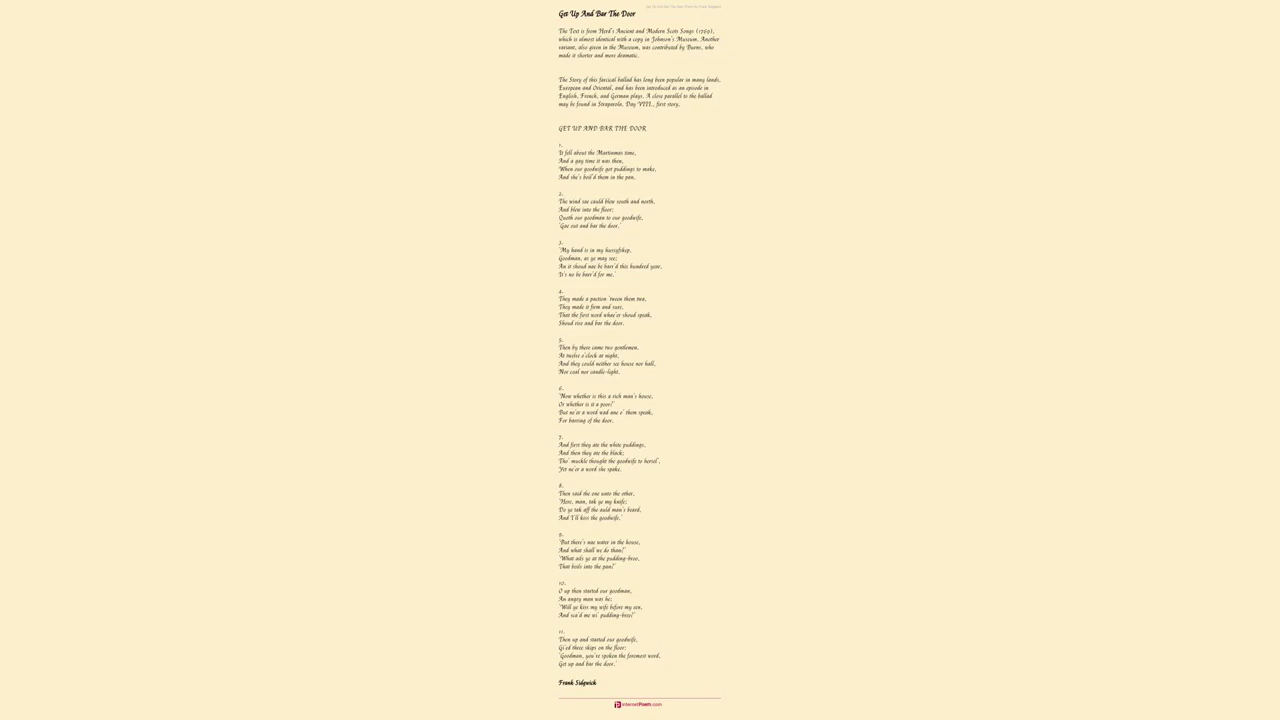 Get Up And Bar The Door Poem by Frank Sidgwick
Get Up And Bar The Door
The Text is from Herd's Ancient and Modern Scots Songs (1769),
which is almost identical with a copy in Johnson's Museum. Another
variant, also given in the Museum, was contributed by Burns, who
made it shorter and more dramatic.
The Story of this farcical ballad has long been popular in many lands,
European and Oriental, and has been introduced as an episode in
English, French, and German plays. A close parallel to the ballad
may be found in Straparola, Day VIII., first story.
GET UP AND BAR THE DOOR
1.
It fell about the Martinmas time,
And a gay time it was then,
When our goodwife got puddings to make,
And she's boil'd them in the pan.
2.
The wind sae cauld blew south and north,
And blew into the floor;
Quoth our goodman to our goodwife,
'Gae out and bar the door.'
3.
'My hand is in my hussyfskep,
Goodman, as ye may see;
An it shoud nae be barr'd this hundred year,
It's no be barr'd for me.'
4.
They made a paction 'tween them twa,
They made it firm and sure,
That the first word whae'er shoud speak,
Shoud rise and bar the door.
5.
Then by there came two gentlemen,
At twelve o'clock at night,
And they could neither see house nor hall,
Nor coal nor candle-light.
6.
'Now whether is this a rich man's house,
Or whether is it a poor?'
But ne'er a word wad ane o' them speak,
For barring of the door.
7.
And first they ate the white puddings,
And then they ate the black;
Tho' muckle thought the goodwife to hersel',
Yet ne'er a word she spake.
8.
Then said the one unto the other,
'Here, man, tak ye my knife;
Do ye tak aff the auld man's beard,
And I'll kiss the goodwife.'
9.
'But there's nae water in the house,
And what shall we do than?'
'What ails ye at the pudding-broo,
That boils into the pan?'
10.
O up then started our goodman,
An angry man was he;
'Will ye kiss my wife before my een,
And sca'd me wi' pudding-bree?'
11.
Then up and started our goodwife,
Gi'ed three skips on the floor;
'Goodman, you've spoken the foremost word,
Get up and bar the door.'
Frank Sidgwick
InternetPoem.com